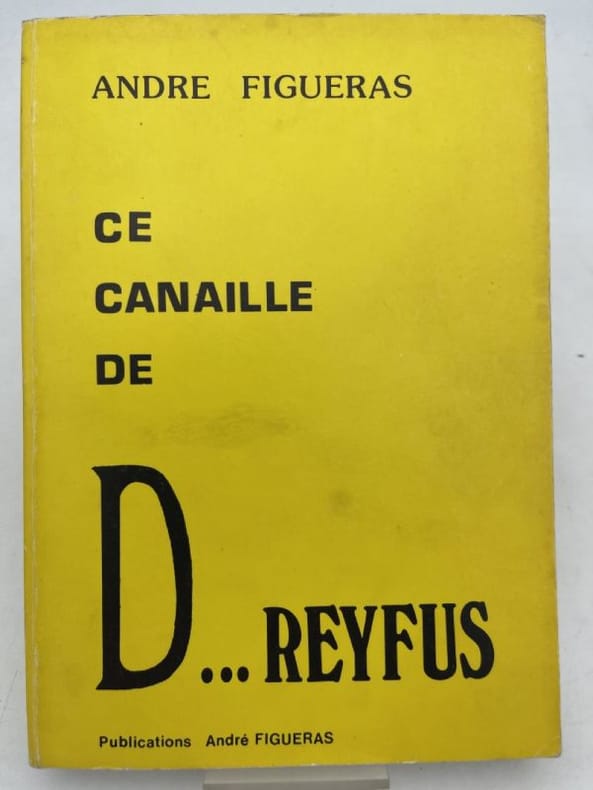 ANDRE FIGUERAS
CE
CANAILLE
DE
D...REYFUS
Publications André FIGUERAS